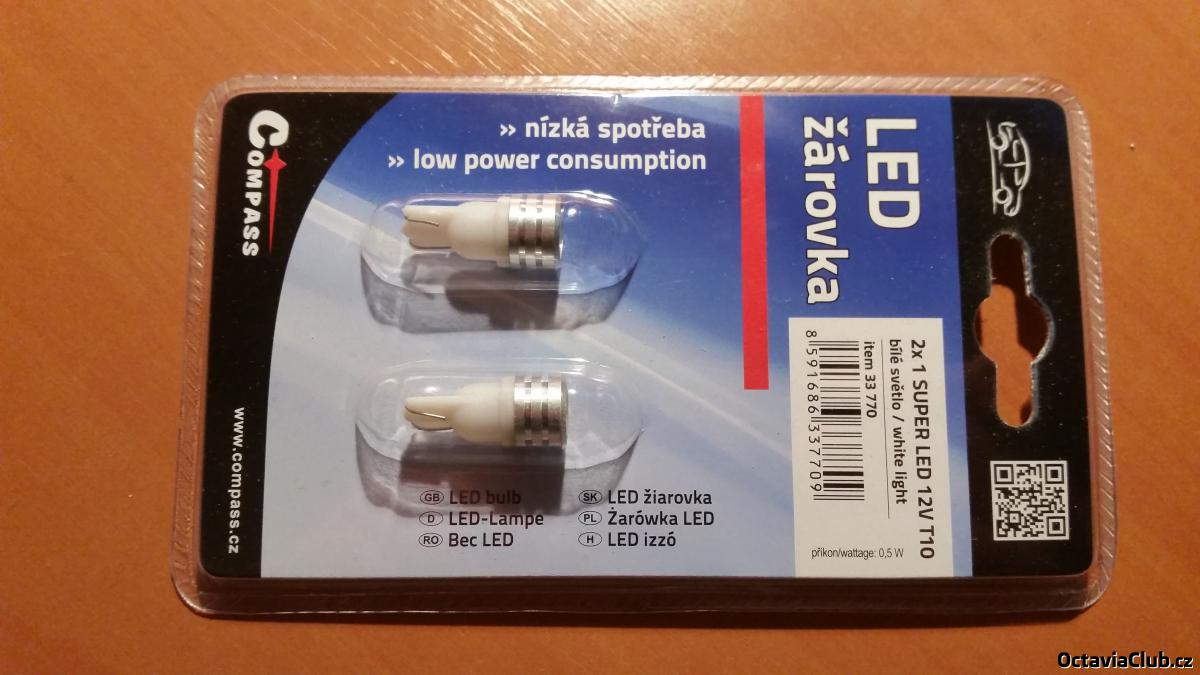 COMPASS
www.compass.cz
» nízká spotřeba
» low power consumption
LED
žárovka
2x 1 SUPER LED 12V T10
bílé světlo / white light
item 33 770
8 591686 337709
příkon/wattage: 0,5 W
GB LED bulb
D LED-Lampe
RO Bec LED
SK LED žiarovka
PL Żarówka LED
H LED izzó
OctaviaClub.cz